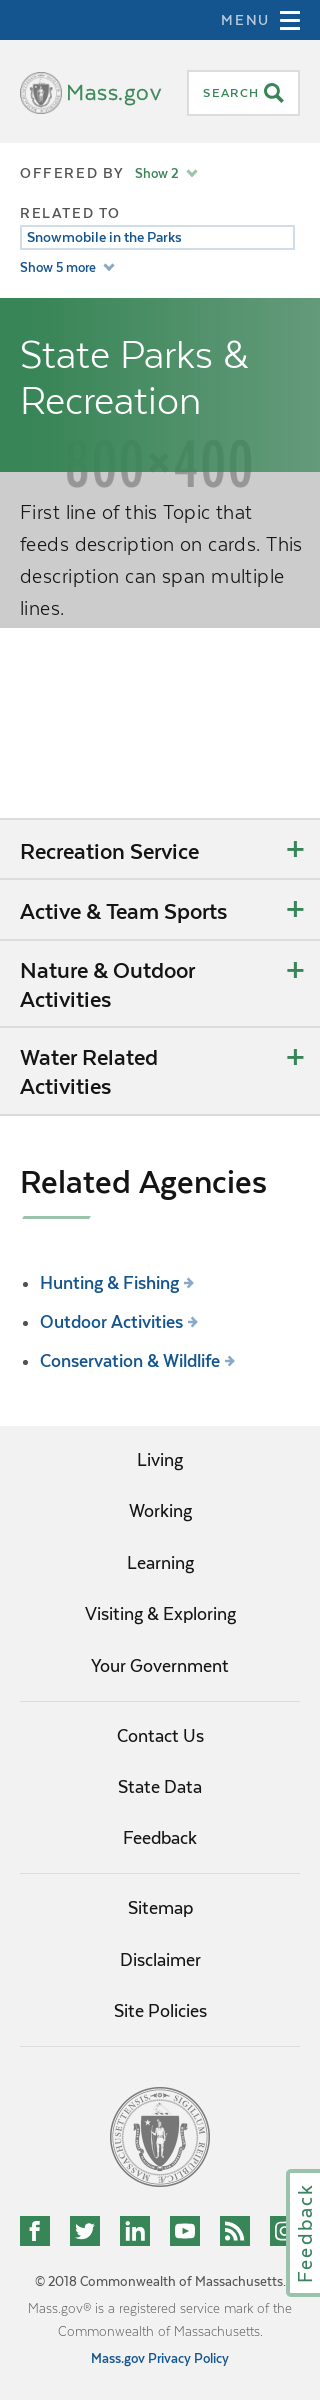 MENU
Mass.gov
SEARCH
OFFERED BY Show 2
RELATED TO
Snowmobile in the Parks
Show 5 more
State Parks &
Recreation
800×400
First line of this Topic that
feeds description on cards. This
description can span multiple
lines.
Recreation Service
Active & Team Sports
Nature & Outdoor
Activities
Water Related
Activities
Related Agencies
Hunting & Fishing
Outdoor Activities
Conservation & Wildlife
Living
Working
Learning
Visiting & Exploring
Your Government
Contact Us
State Data
Feedback
Sitemap
Disclaimer
Site Policies
Feedback
© 2018 Commonwealth of Massachusetts.
Mass.gov® is a registered service mark of the
Commonwealth of Massachusetts.
Mass.gov Privacy Policy